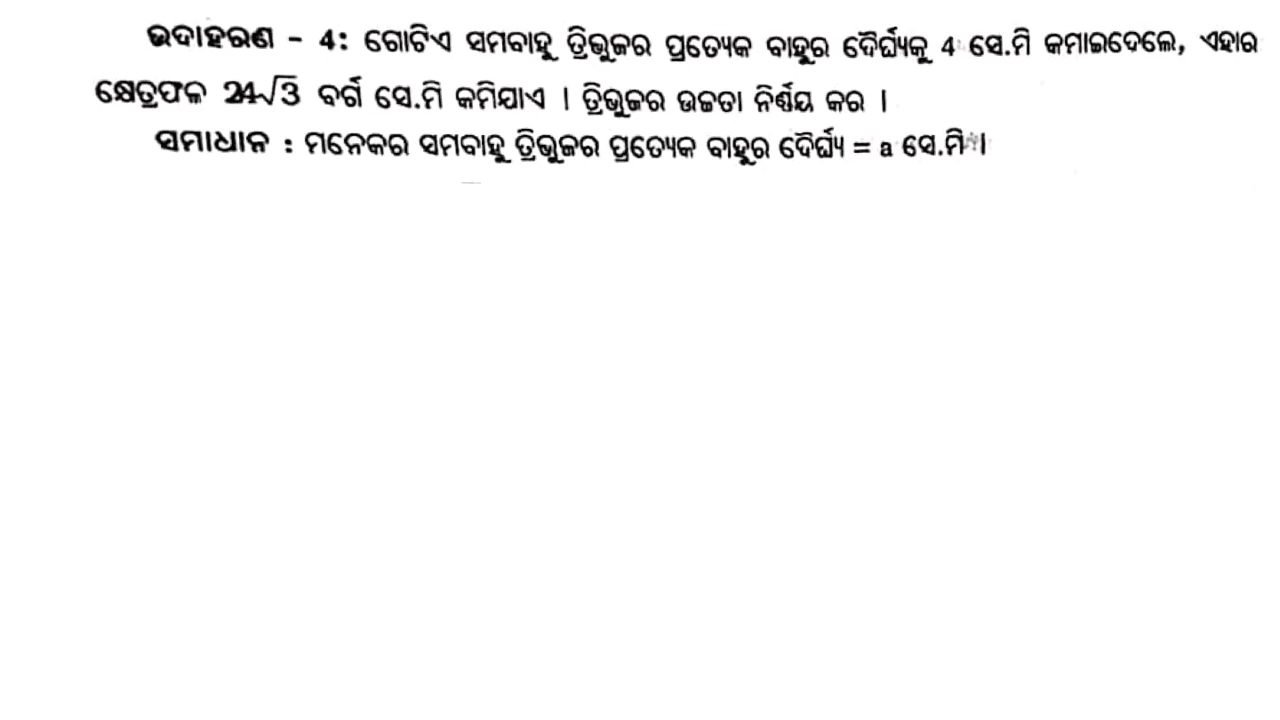 ଉଦାହରଣ – 4: ଗୋଟିଏ ସମବାହୁ ତ୍ରିଭୁଜର ପ୍ରତ୍ୟେକ ବାହୁର ଦୈର୍ଘ୍ୟକୁ 4 ସେ.ମି କମାଇଦେଲେ, ଏହାର
କ୍ଷେତ୍ରଫଳ 24√3 ବର୍ଗ ସେ.ମି କମିଯାଏ । ତ୍ରିଭୁଜର ଉଚ୍ଚତା ନିର୍ଣ୍ଣୟ କର ।
ସମାଧାନ : ମନେକର ସମବାହୁ ତ୍ରିଭୁଜର ପ୍ରତ୍ୟେକ ବାହୁର ଦୈର୍ଘ୍ୟ = a ସେ.ମି ।